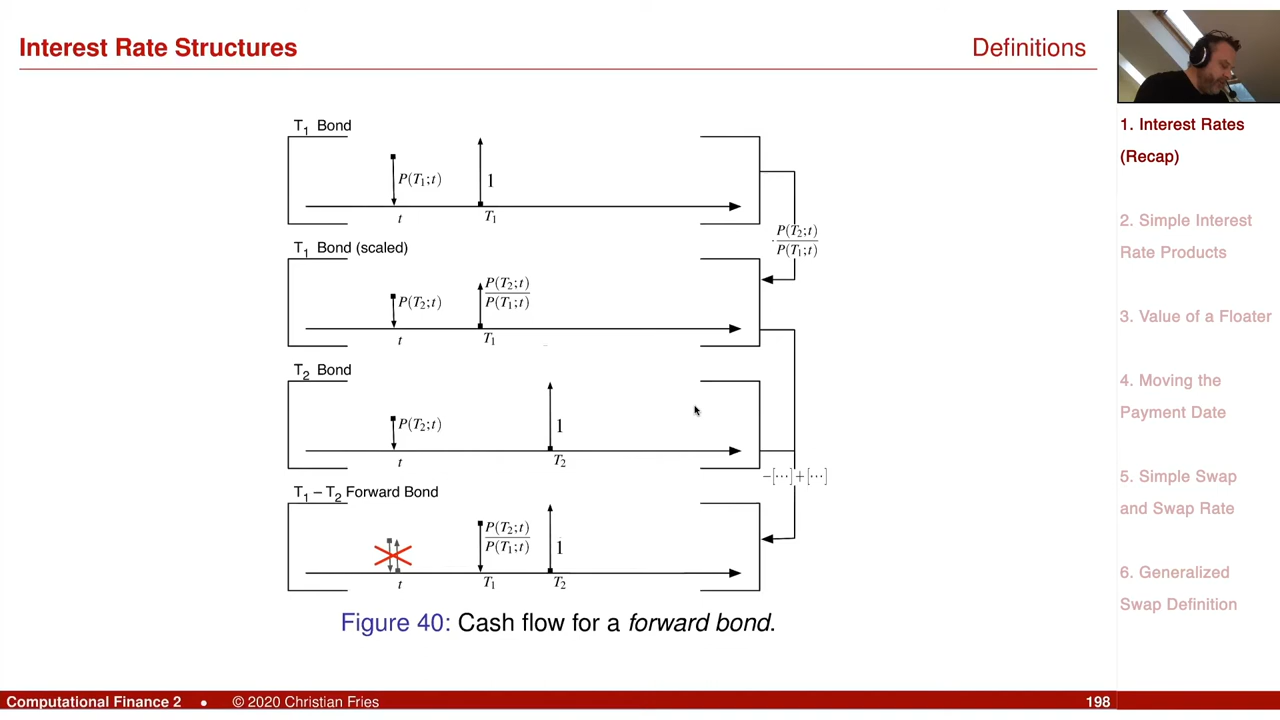 Interest Rate Structures
Definitions
T1 Bond
P(T1;t)
1
t
T1
P(T2;t)
P(T1;t)
T1 Bond (scaled)
P(T2;t)
P(T2;t)
P(T1;t)
t
T1
T2 Bond
P(T2;t)
1
t
T2
−[⋯]+[⋯]
T1 – T2 Forward Bond
P(T2;t)
P(T1;t)
1
t
T1
T2
Figure 40: Cash flow for a forward bond.
1. Interest Rates
(Recap)
2. Simple Interest
Rate Products
3. Value of a Floater
4. Moving the
Payment Date
5. Simple Swap
and Swap Rate
6. Generalized
Swap Definition
Computational Finance 2 • © 2020 Christian Fries
198